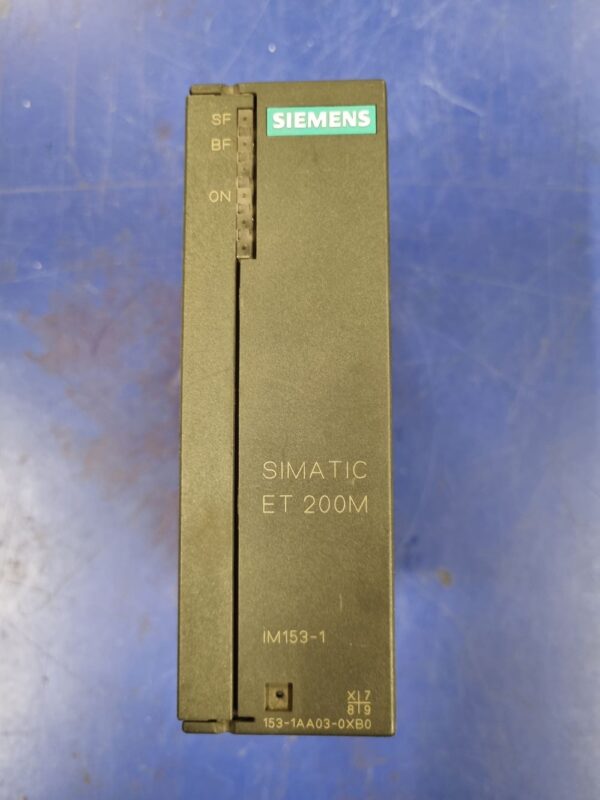 SF
SIEMENS
BF
ON
SIMATIC
ET 200M
IM153-1
X 7
8 9
153-1AA03-0XB0